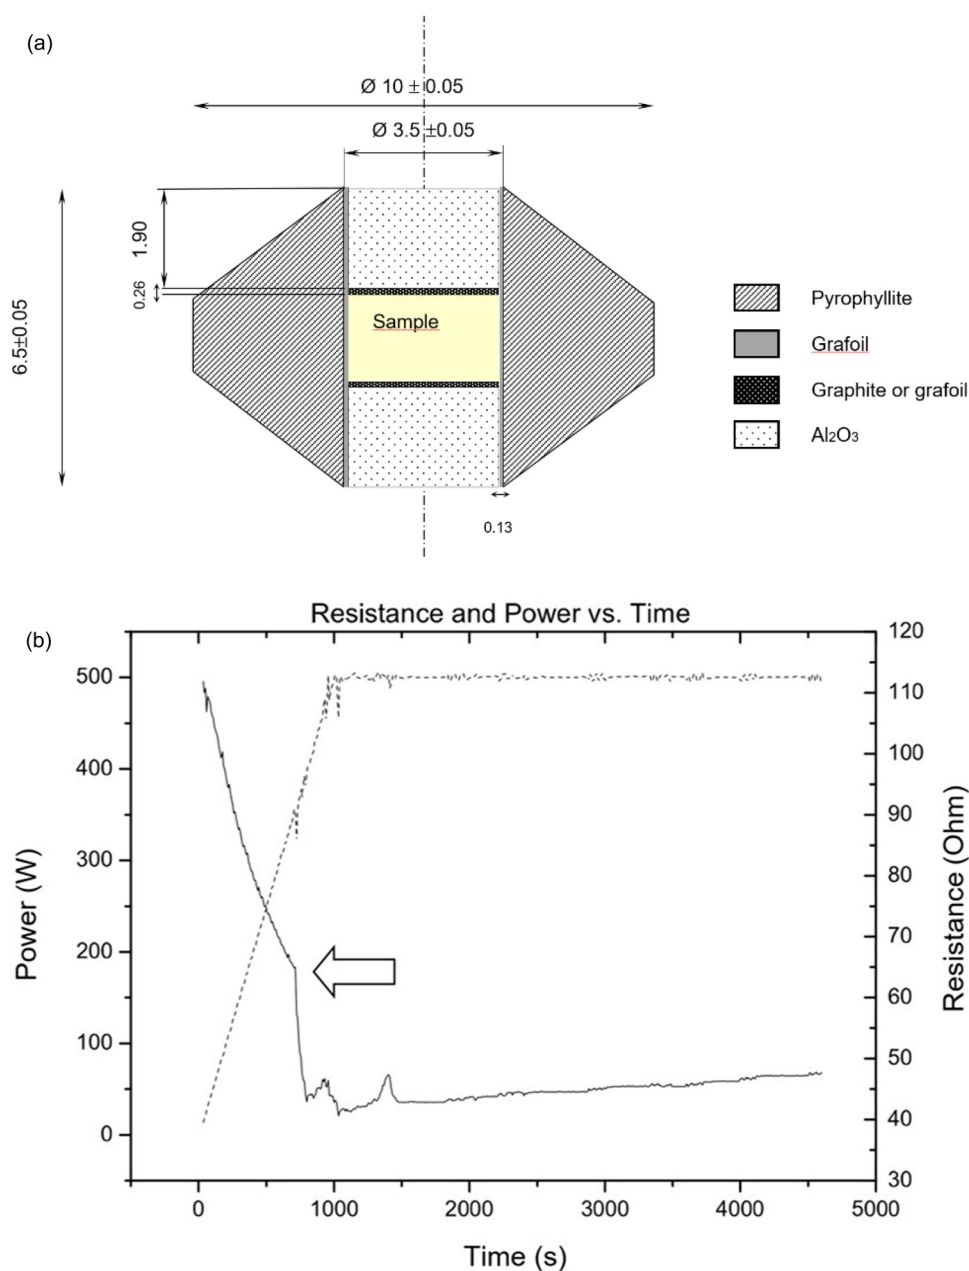 (a)
Ø 10 ± 0.05
Ø 3.5 ±0.05
1.90
0.26
6.5±0.05
Sample
0.13
Pyrophyllite
Grafoil
Graphite or grafoil
Al₂O₃
(b)
Resistance and Power vs. Time
500
400
300
200
100
0
Power (W)
120
110
100
90
80
70
60
50
40
30
Resistance (Ohm)
0 1000 2000 3000 4000 5000
Time (s)